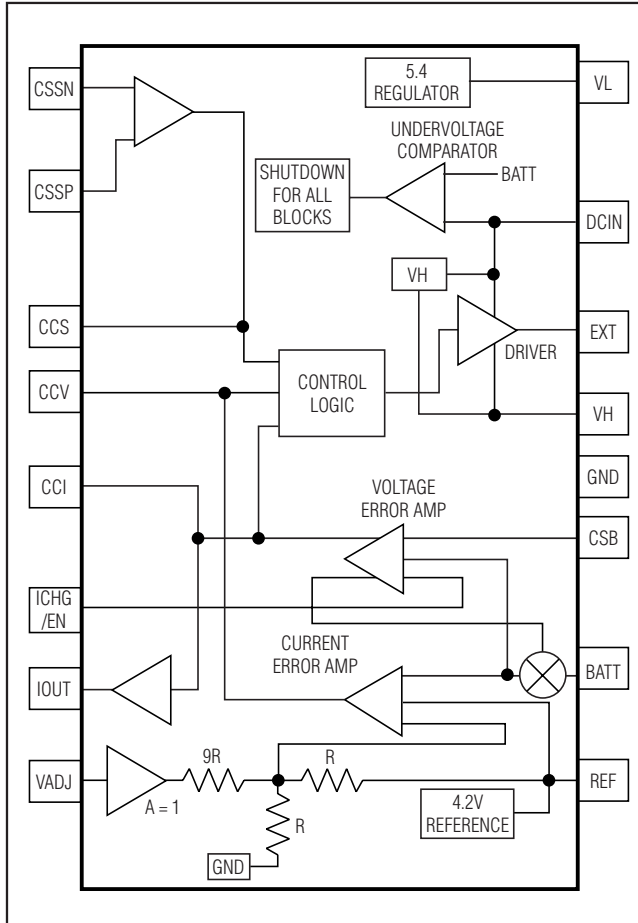 CSSN
CSSP
CCS
CCV
CCI
ICHG
/EN
IOUT
VADJ
5.4
REGULATOR
VL
UNDERVOLTAGE
COMPARATOR
BATT
SHUTDOWN
FOR ALL
BLOCKS
DCIN
VH
EXT
DRIVER
CONTROL
LOGIC
VH
GND
VOLTAGE
ERROR AMP
CSB
CURRENT
ERROR AMP
BATT
9R
R
A = 1
R
4.2V
REFERENCE
REF
GND